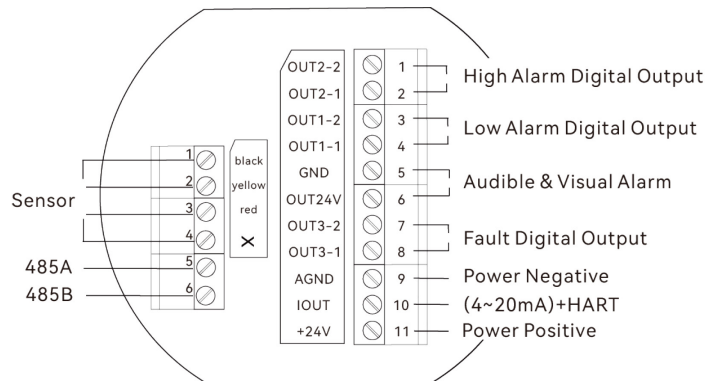 OUT2-2 1
High Alarm Digital Output
OUT2-1 2
OUT1-2 3
Low Alarm Digital Output
OUT1-1 4
GND 5
Audible & Visual Alarm
OUT24V 6
OUT3-2 7
Fault Digital Output
OUT3-1 8
AGND 9 Power Negative
IOUT 10 (4~20mA)+HART
+24V 11 Power Positive
Sensor
1 black
2 yellow
3 red
4 X
485A 5
485B 6